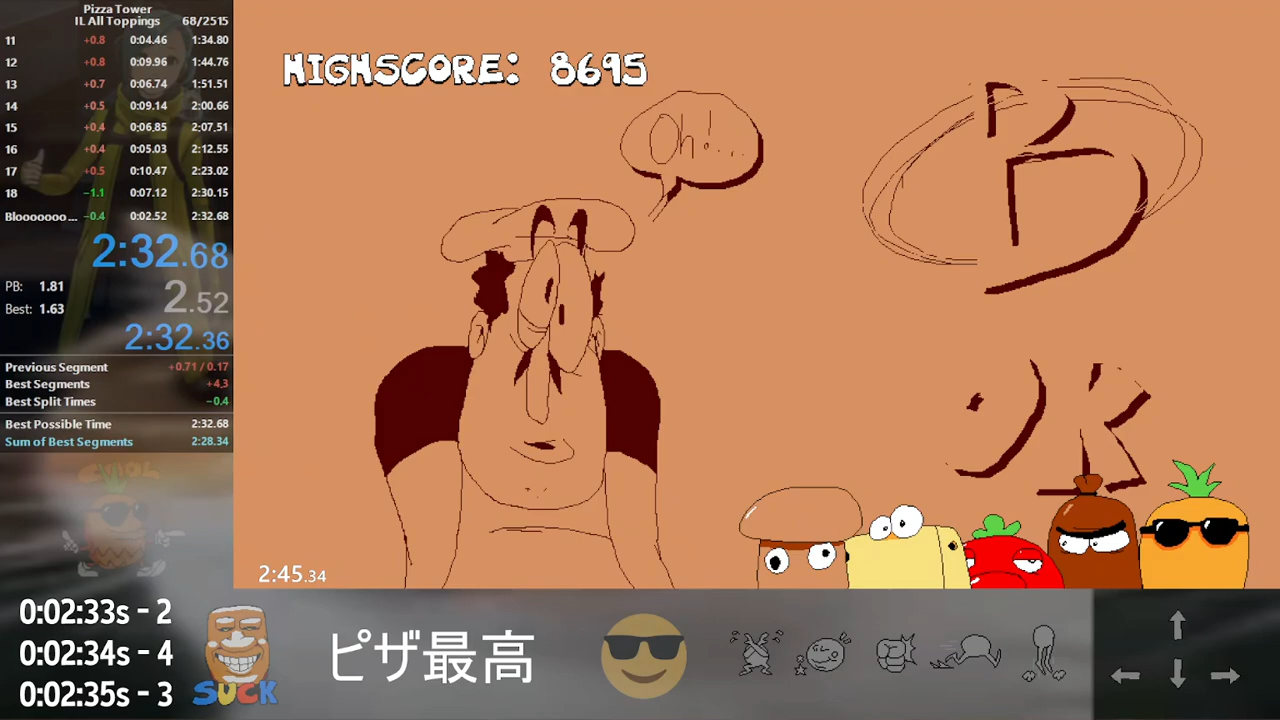 Pizza Tower
IL All Toppings 68/2515
11 +0.8 0:04.46 1:34.80
12 +0.8 0:09.96 1:44.76
13 +0.7 0:06.74 1:51.51
14 +0.5 0:09.14 2:00.66
15 +0.4 0:06.85 2:07.51
16 +0.4 0:05.03 2:12.55
17 +0.5 0:10.47 2:23.02
18 −1.1 0:07.12 2:30.15
Blooooooo... −0.4 0:02.52 2:32.68
2:32.68
PB: 1.81
Best: 1.63
2.52
2:32.36
Previous Segment +0.71 / 0.17
Best Segments +4.3
Best Split Times −0.4
Best Possible Time 2:32.68
Sum of Best Segments 2:28.34
HIGHSCORE: 8695
Oh!...
D
2:45.34
0:02:33s - 2
0:02:34s - 4
0:02:35s - 3
SUCK
ピザ最高